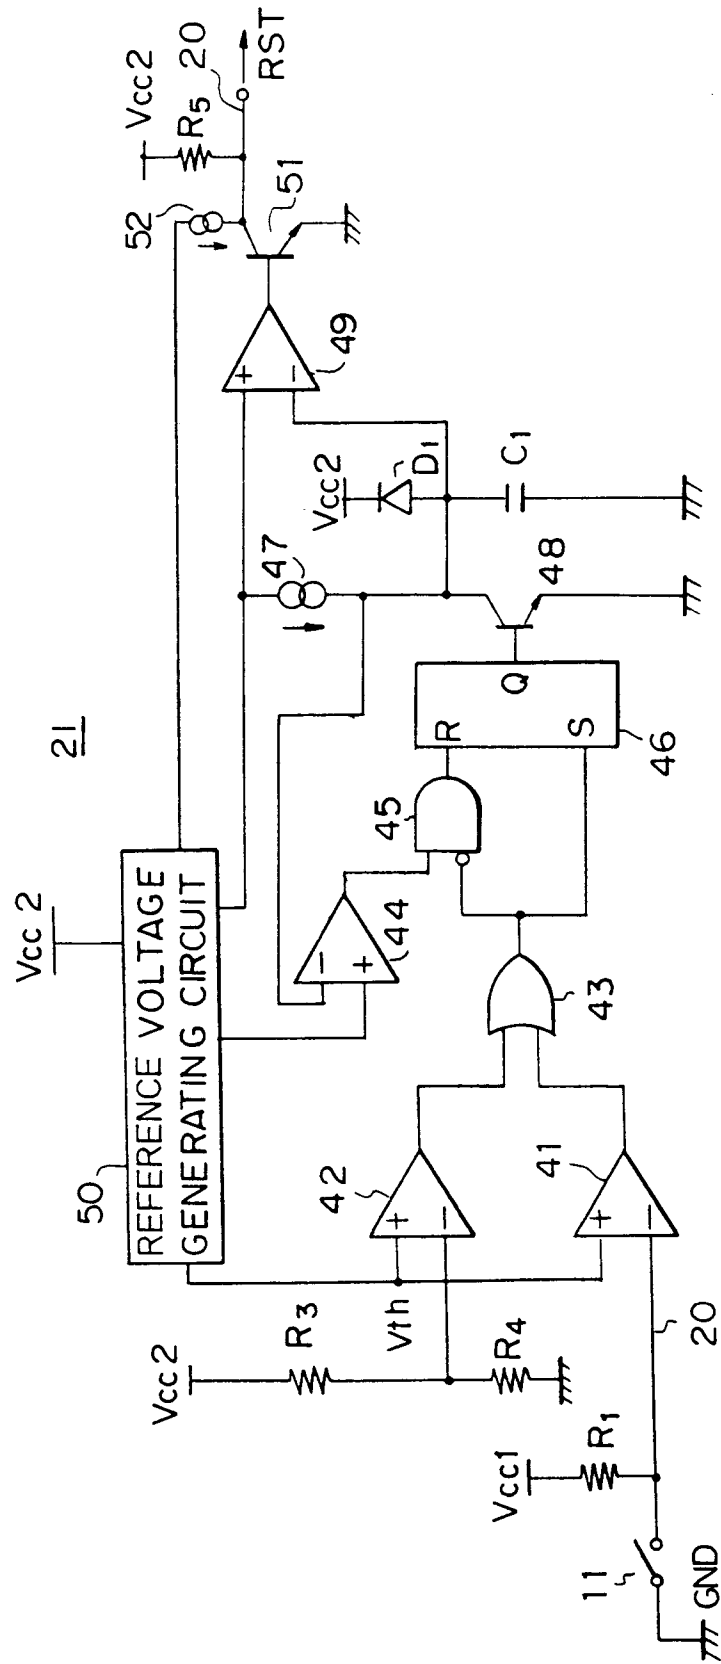 21
Vcc 2
50
REFERENCE VOLTAGE
GENERATING CIRCUIT
Vcc2
52
R5
20
RST
51
+
−
49
47
Vcc2
D1
C1
48
Q
R
S
46
45
−
+
44
43
Vcc2
R3
Vth
R4
+
−
42
+
−
41
20
Vcc1
R1
11
GND